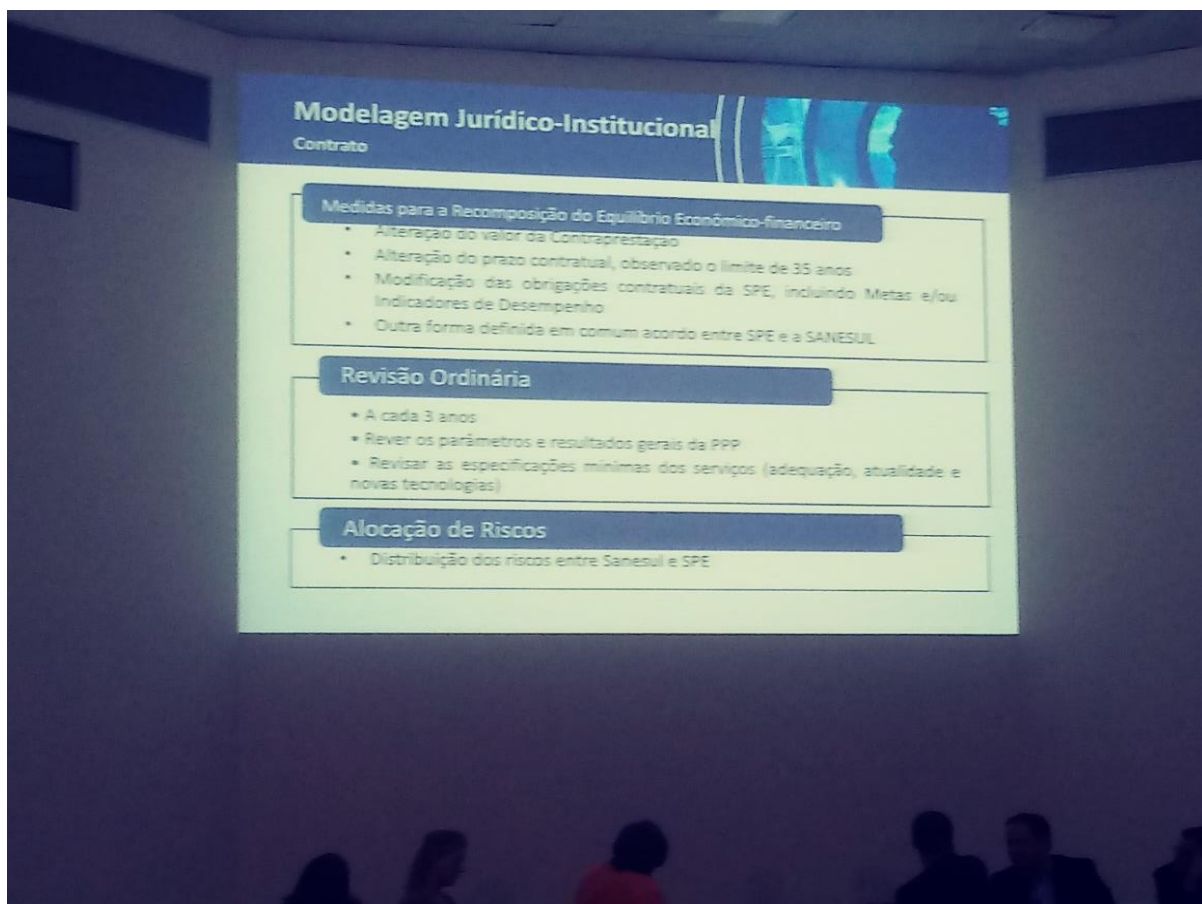 Modelagem Jurídico-Institucional
Contrato
Medidas para a Recomposição do Equilíbrio Econômico-financeiro
• Alteração do valor da Contraprestação
• Alteração do prazo contratual, observado o limite de 35 anos
• Modificação das obrigações contratuais da SPE, incluindo Metas e/ou
Indicadores de Desempenho
• Outra forma definida em comum acordo entre SPE e a SANESUL
Revisão Ordinária
• A cada 3 anos
• Rever os parâmetros e resultados gerais da PPP
• Revisar as especificações mínimas dos serviços (adequação, atualidade e
novas tecnologias)
Alocação de Riscos
• Distribuição dos riscos entre Sanesul e SPE